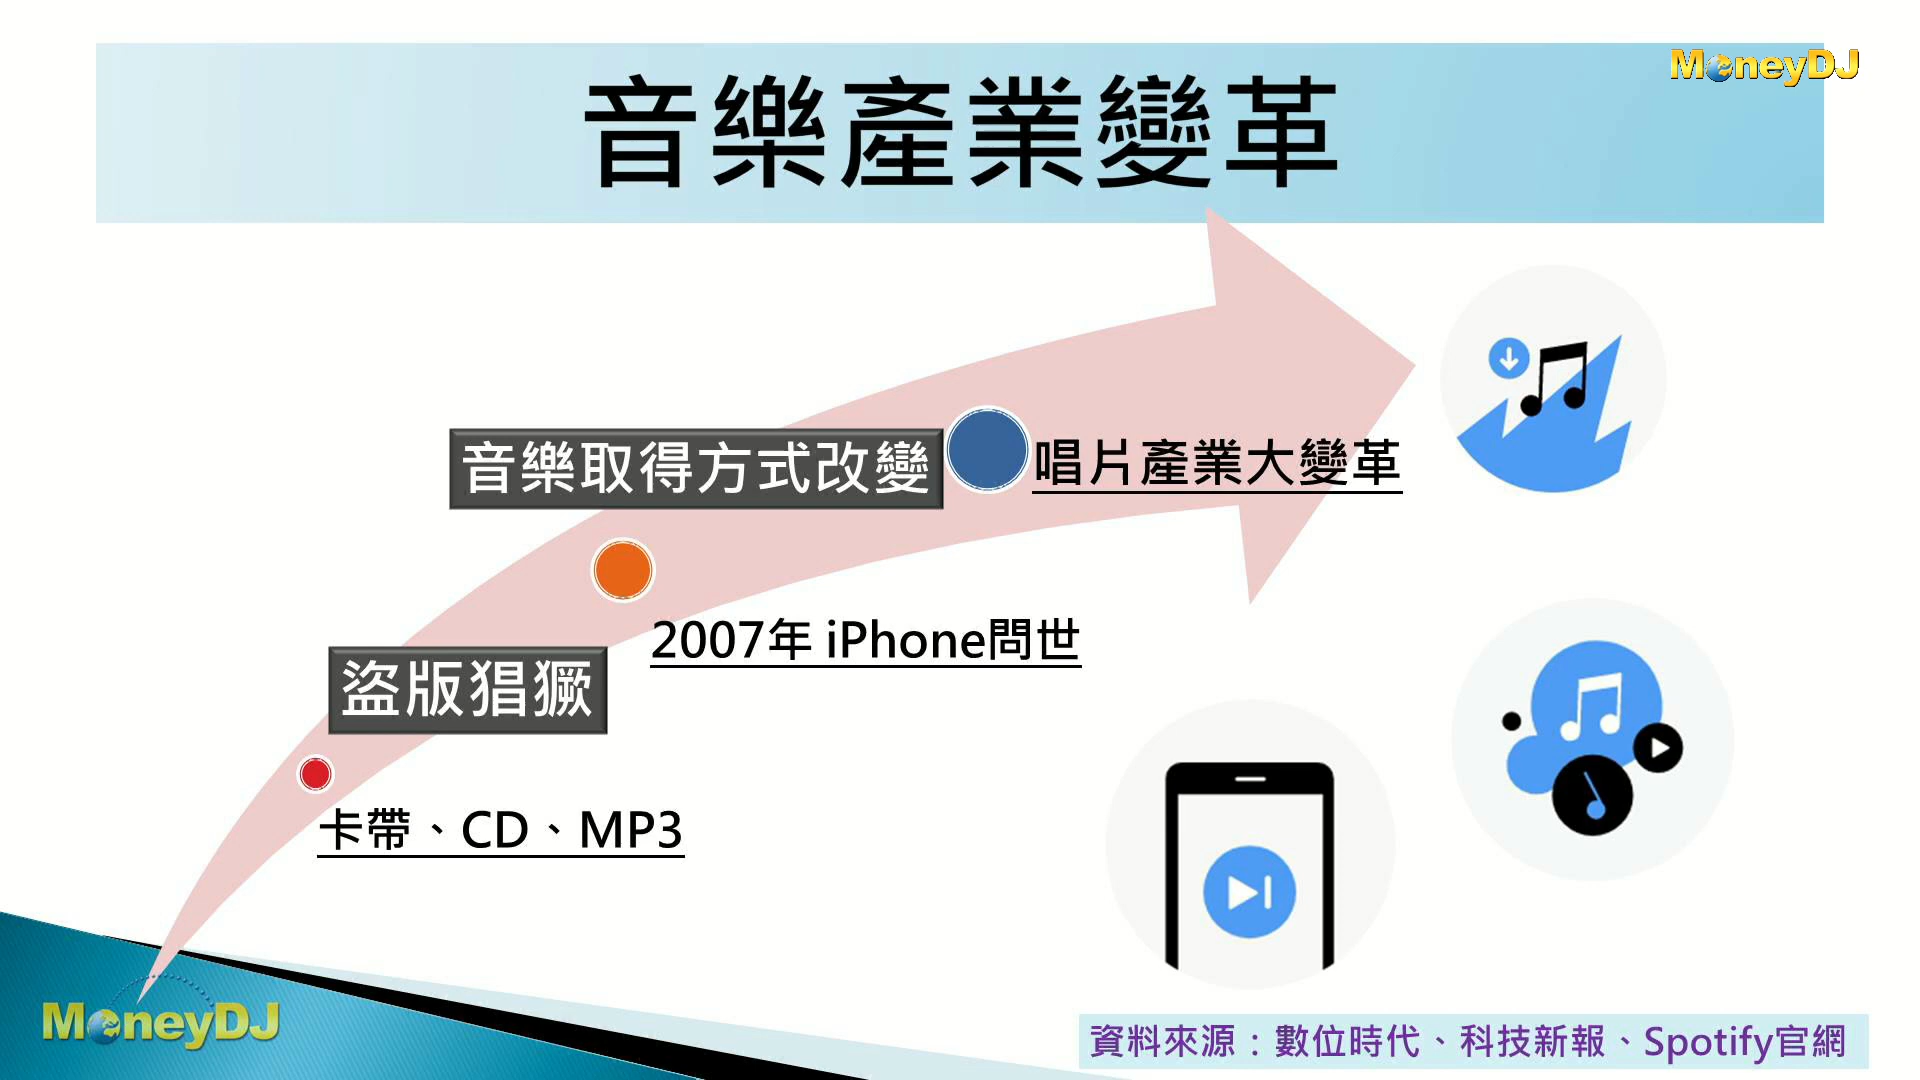 MoneyDJ
音樂產業變革
音樂取得方式改變
唱片產業大變革
2007年 iPhone問世
盜版猖獗
卡帶、CD、MP3
MoneyDJ
資料來源：數位時代、科技新報、Spotify官網